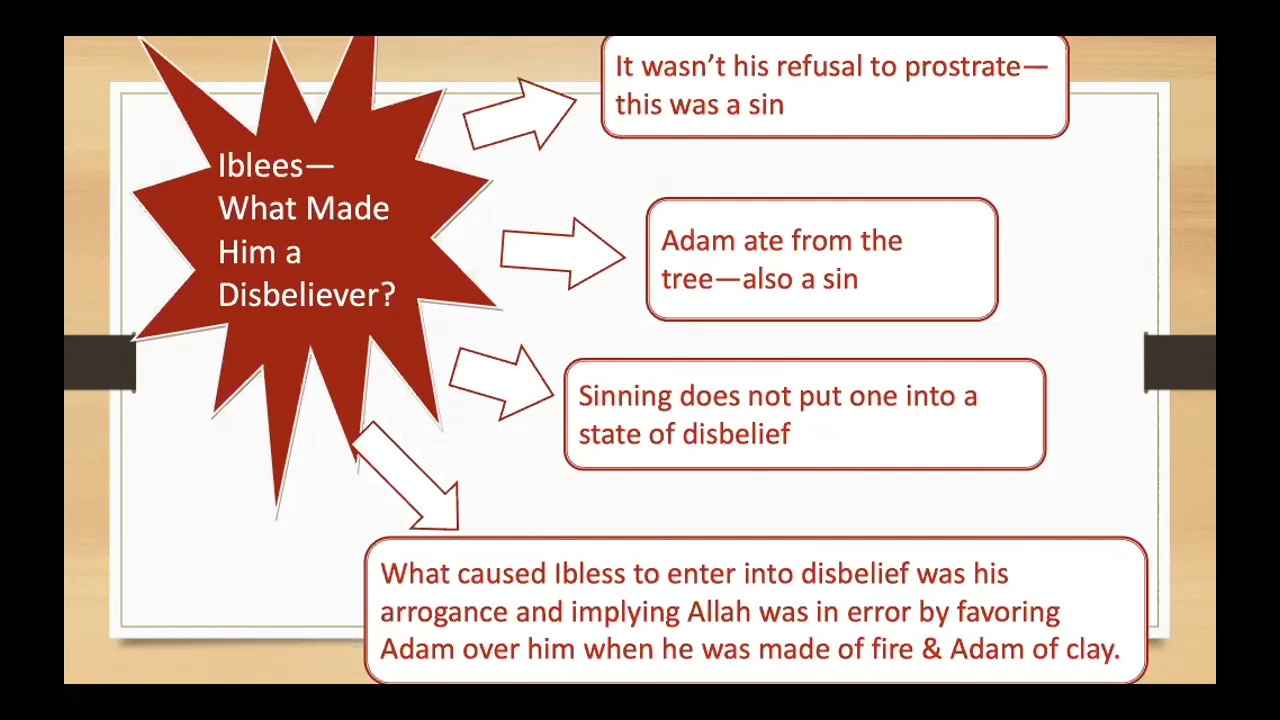 Iblees—
What Made
Him a
Disbeliever?
It wasn’t his refusal to prostrate—
this was a sin
Adam ate from the
tree—also a sin
Sinning does not put one into a
state of disbelief
What caused Ibless to enter into disbelief was his
arrogance and implying Allah was in error by favoring
Adam over him when he was made of fire & Adam of clay.